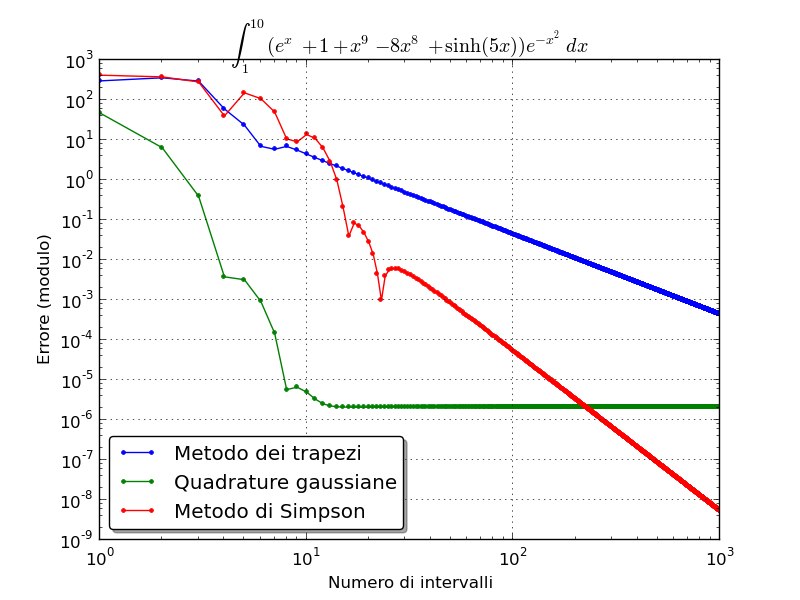 ∫₁¹⁰ (eˣ + 1 + x⁹ − 8x⁸ + sinh(5x))e^{−x²} dx
10³
10²
10¹
10⁰
10⁻¹
10⁻²
10⁻³
10⁻⁴
10⁻⁵
10⁻⁶
10⁻⁷
10⁻⁸
10⁻⁹
Errore (modulo)
Metodo dei trapezi
Quadrature gaussiane
Metodo di Simpson
10⁰ 10¹ 10² 10³
Numero di intervalli